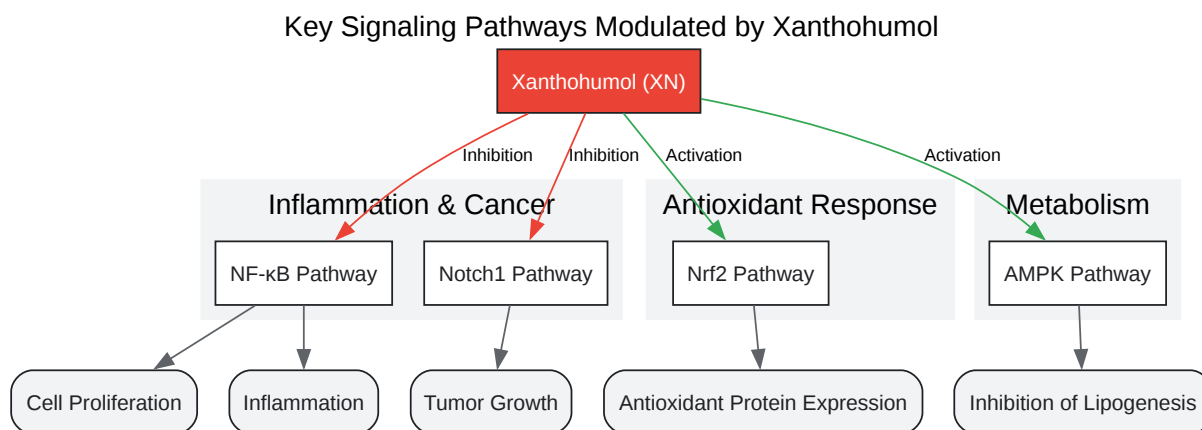 Key Signaling Pathways Modulated by Xanthohumol
Xanthohumol (XN)
Inhibition
Inhibition
Activation
Activation
Inflammation & Cancer
Antioxidant Response
Metabolism
NF-κB Pathway
Notch1 Pathway
Nrf2 Pathway
AMPK Pathway
Cell Proliferation
Inflammation
Tumor Growth
Antioxidant Protein Expression
Inhibition of Lipogenesis